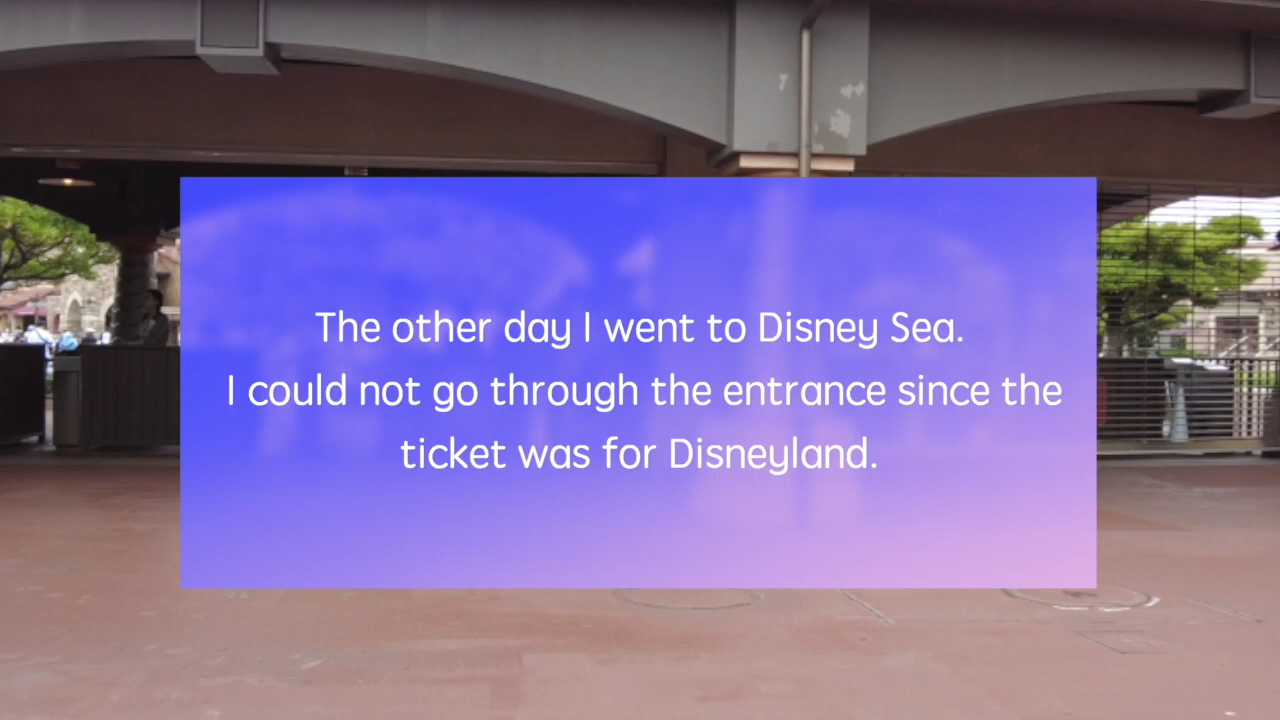 The other day I went to Disney Sea.
I could not go through the entrance since the
ticket was for Disneyland.